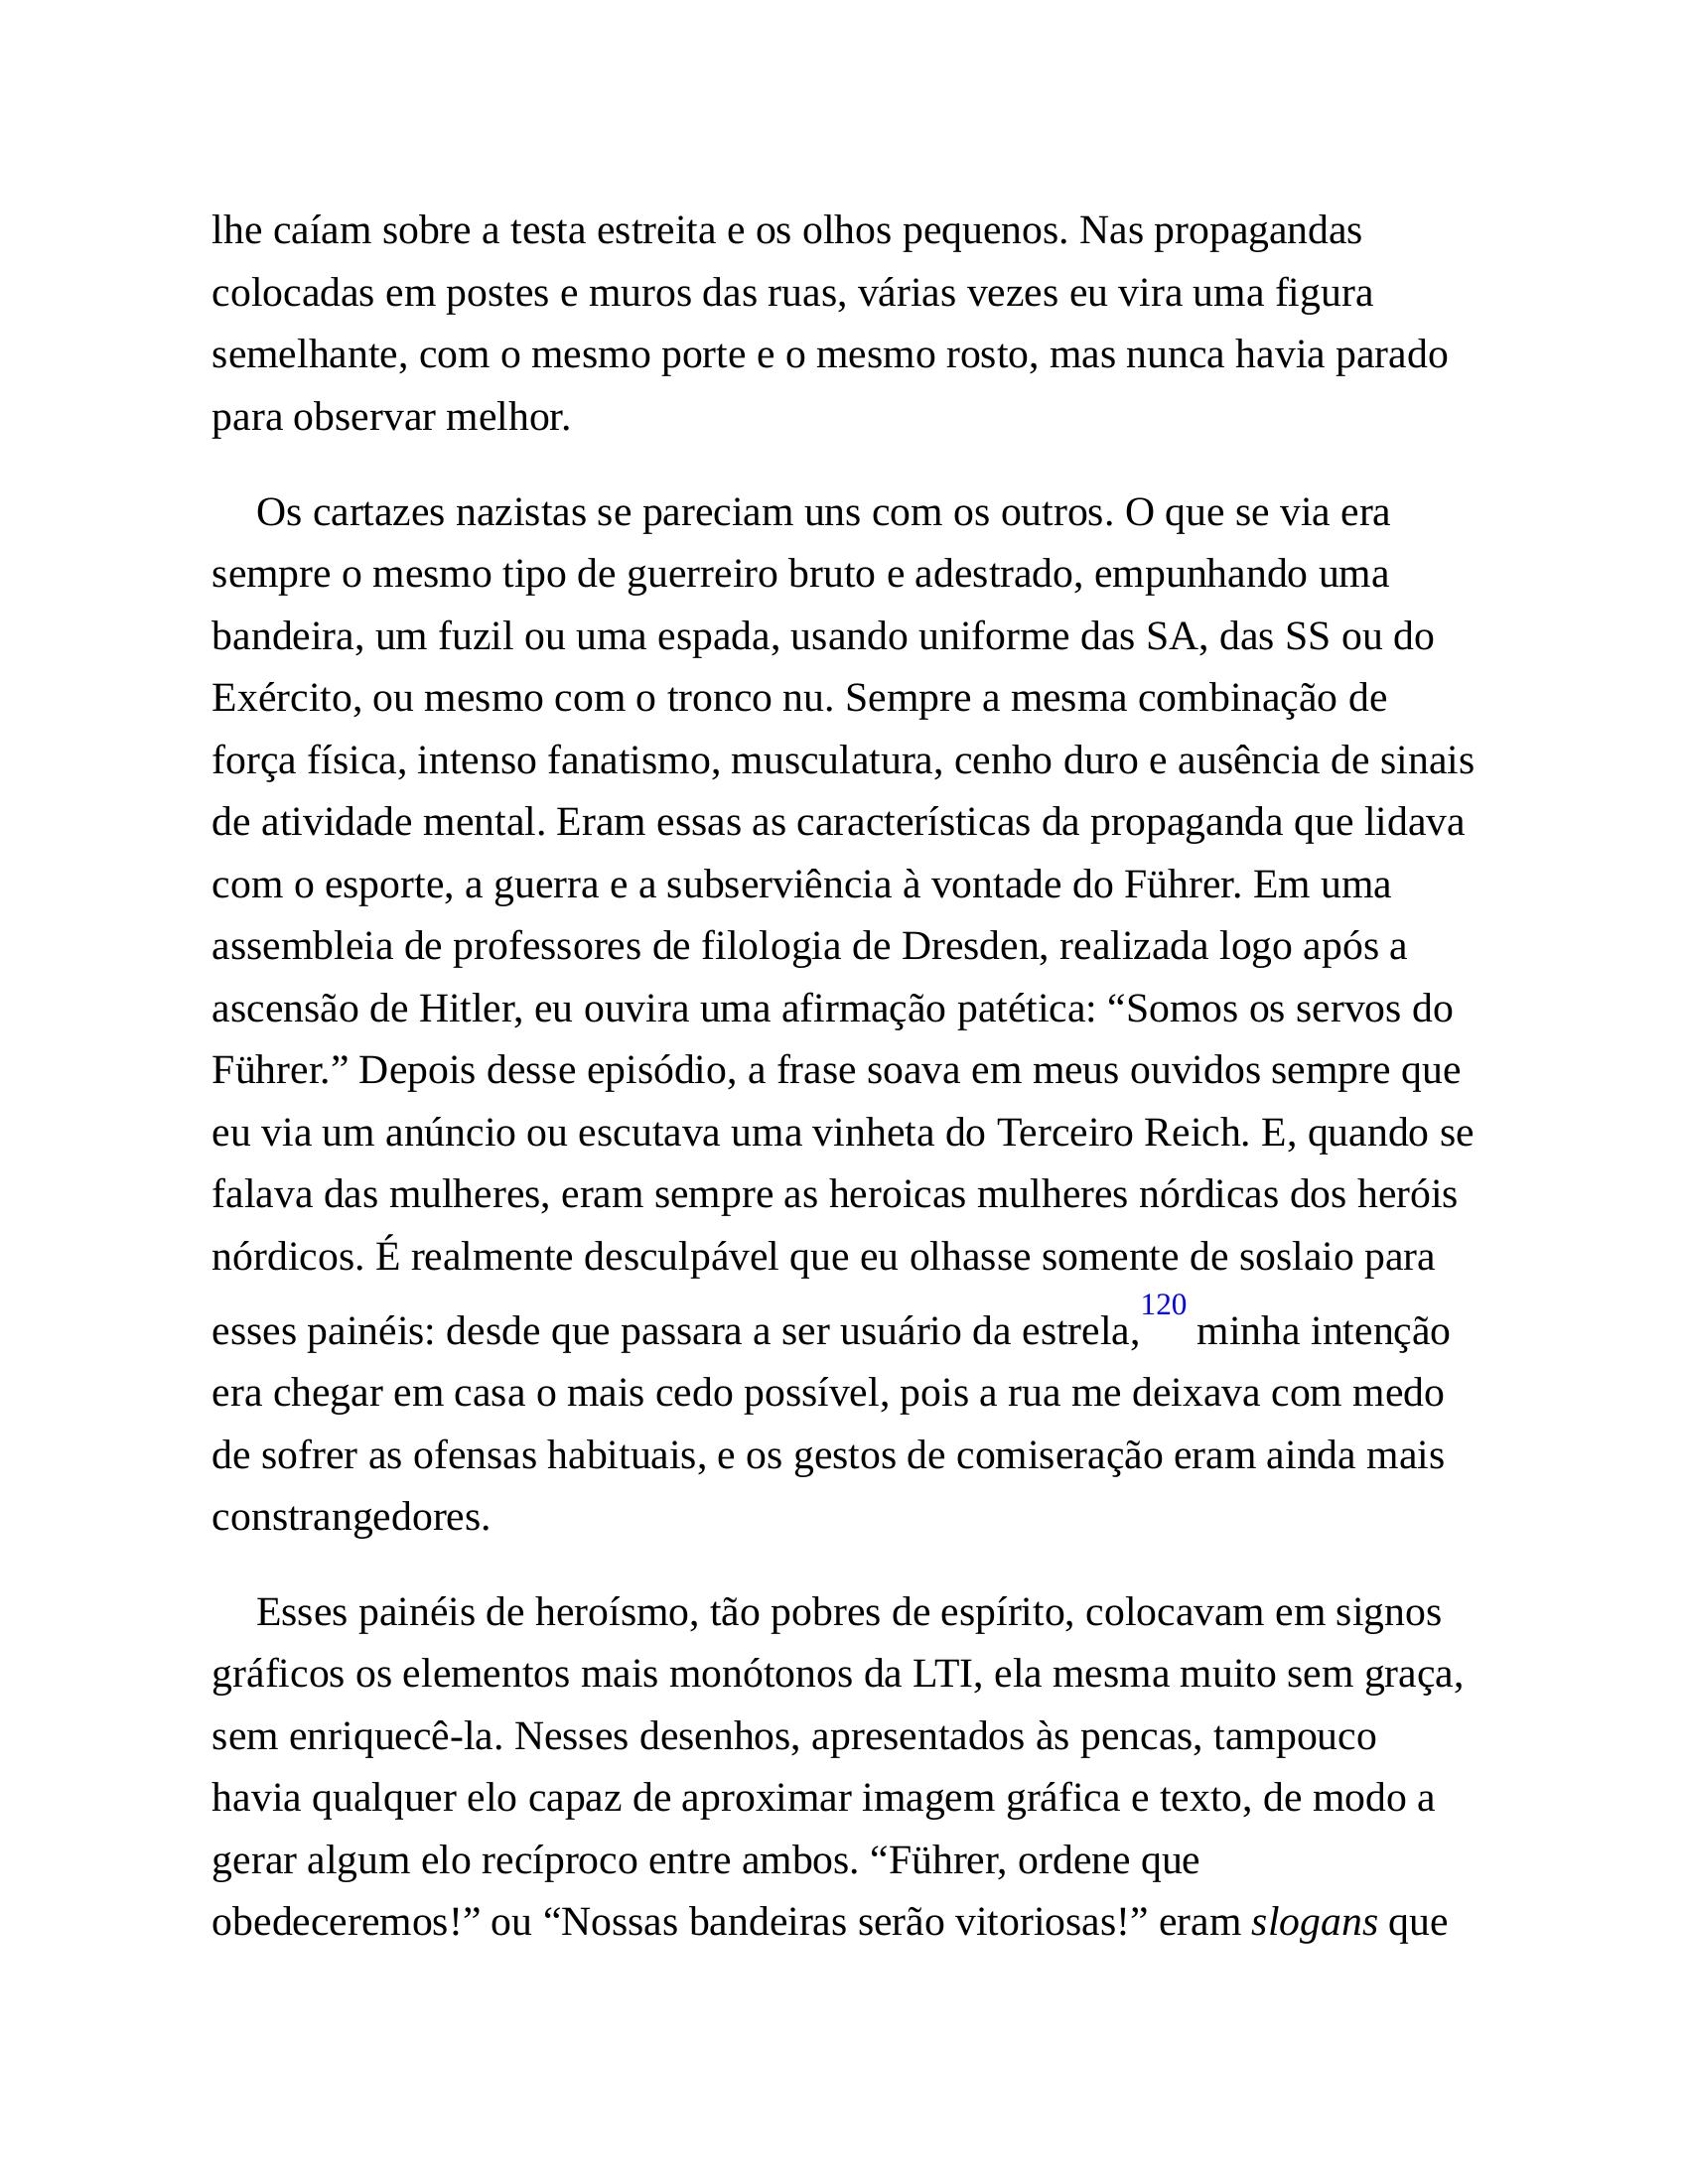 lhe caíam sobre a testa estreita e os olhos pequenos. Nas propagandas
colocadas em postes e muros das ruas, várias vezes eu vira uma figura
semelhante, com o mesmo porte e o mesmo rosto, mas nunca havia parado
para observar melhor.
Os cartazes nazistas se pareciam uns com os outros. O que se via era
sempre o mesmo tipo de guerreiro bruto e adestrado, empunhando uma
bandeira, um fuzil ou uma espada, usando uniforme das SA, das SS ou do
Exército, ou mesmo com o tronco nu. Sempre a mesma combinação de
força física, intenso fanatismo, musculatura, cenho duro e ausência de sinais
de atividade mental. Eram essas as características da propaganda que lidava
com o esporte, a guerra e a subserviência à vontade do Führer. Em uma
assembleia de professores de filologia de Dresden, realizada logo após a
ascensão de Hitler, eu ouvira uma afirmação patética: “Somos os servos do
Führer.” Depois desse episódio, a frase soava em meus ouvidos sempre que
eu via um anúncio ou escutava uma vinheta do Terceiro Reich. E, quando se
falava das mulheres, eram sempre as heroicas mulheres nórdicas dos heróis
nórdicos. É realmente desculpável que eu olhasse somente de soslaio para
esses painéis: desde que passara a ser usuário da estrela,120 minha intenção
era chegar em casa o mais cedo possível, pois a rua me deixava com medo
de sofrer as ofensas habituais, e os gestos de comiseração eram ainda mais
constrangedores.
Esses painéis de heroísmo, tão pobres de espírito, colocavam em signos
gráficos os elementos mais monótonos da LTI, ela mesma muito sem graça,
sem enriquecê-la. Nesses desenhos, apresentados às pencas, tampouco
havia qualquer elo capaz de aproximar imagem gráfica e texto, de modo a
gerar algum elo recíproco entre ambos. “Führer, ordene que
obedeceremos!” ou “Nossas bandeiras serão vitoriosas!” eram slogans que